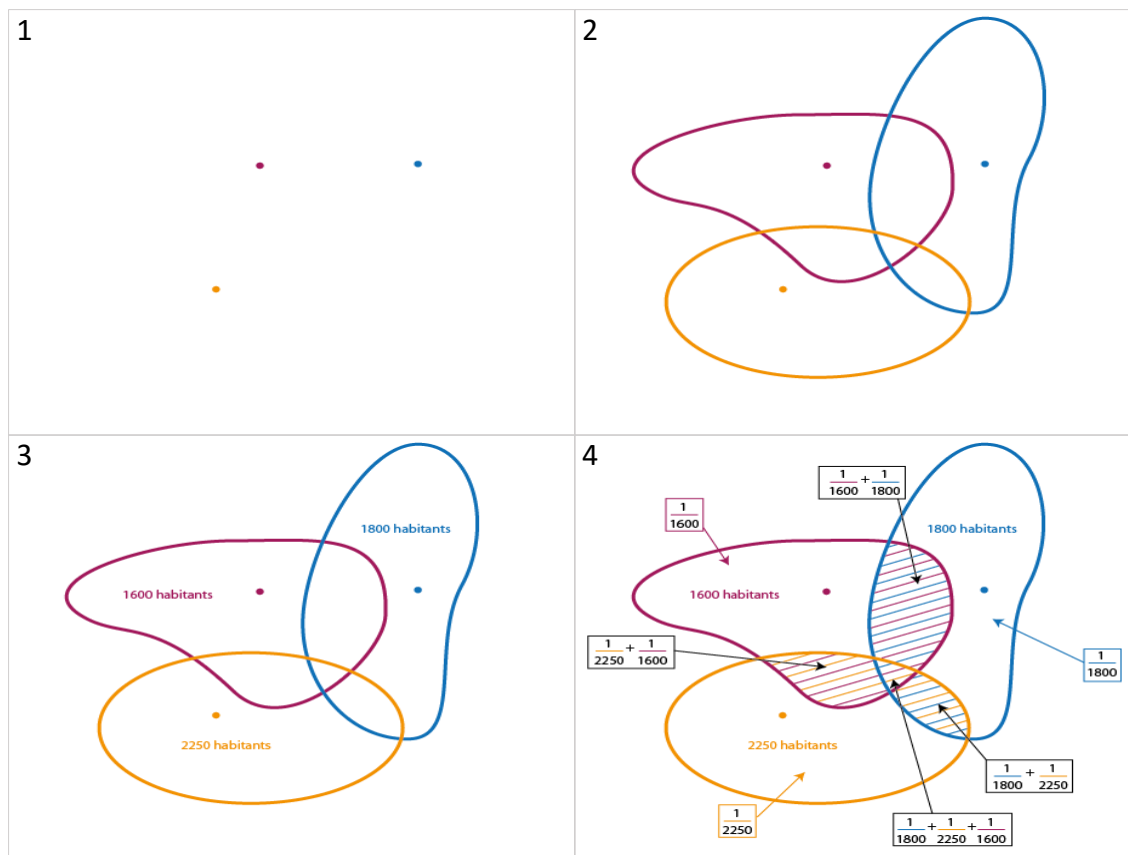 1
2
3
1800 habitants
1600 habitants
2250 habitants
4
1/1600 + 1/1800
1/1600
1800 habitants
1600 habitants
1/2250 + 1/1600
1/1800
2250 habitants
1/1800 + 1/2250
1/2250
1/1800 + 1/2250 + 1/1600